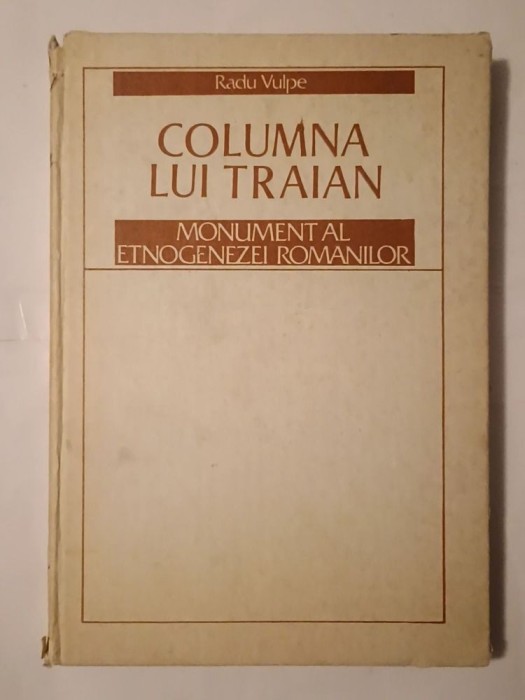 Radu Vulpe
COLUMNA
LUI TRAIAN
MONUMENT AL
ETNOGENEZEI ROMANILOR